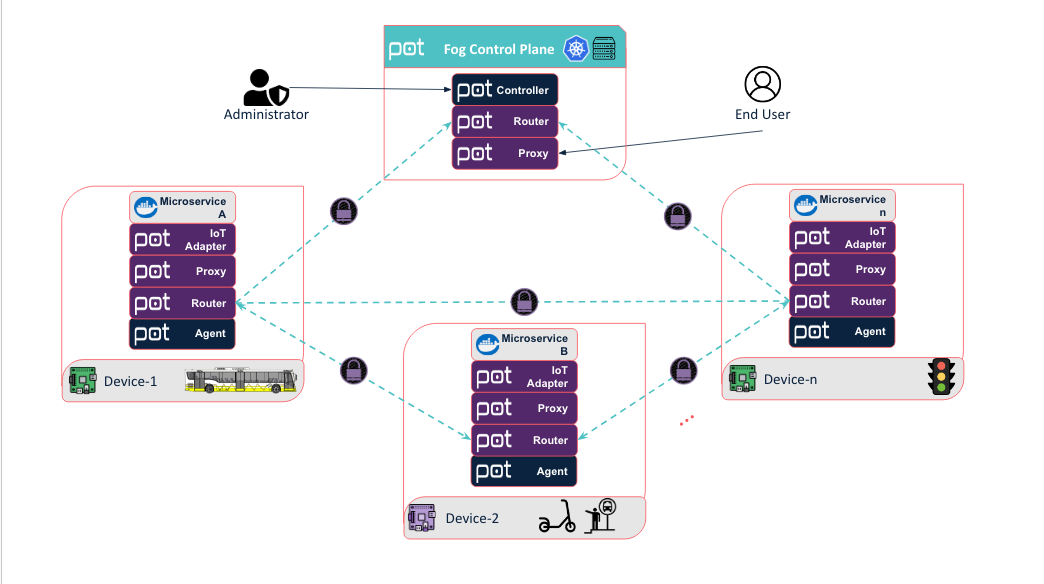 pot Fog Control Plane
pot Controller
pot Router
pot Proxy
Administrator
End User
Microservice
A
pot IoT
Adapter
pot Proxy
pot Router
pot Agent
Device-1
Microservice
n
pot IoT
Adapter
pot Proxy
pot Router
pot Agent
Device-n
Microservice
B
pot IoT
Adapter
pot Proxy
pot Router
pot Agent
Device-2